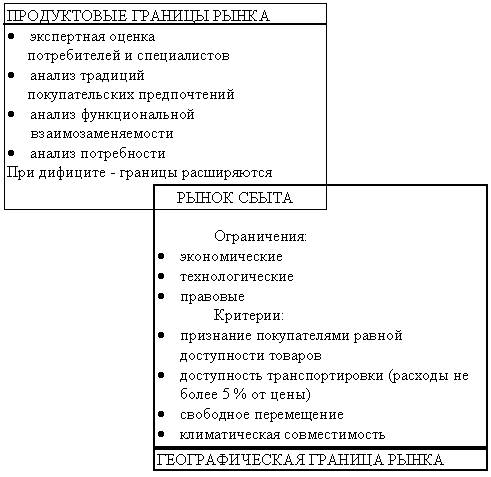 ПРОДУКТОВЫЕ ГРАНИЦЫ РЫНКА
• экспертная оценка
потребителей и специалистов
• анализ традиций
покупательских предпочтений
• анализ функциональной
взаимозаменяемости
• анализ потребности
При дифиците - границы расширяются
РЫНОК СБЫТА
Ограничения:
• экономические
• технологические
• правовые
Критерии:
• признание покупателями равной
доступности товаров
• доступность транспортировки (расходы не
более 5 % от цены)
• свободное перемещение
• климатическая совместимость
ГЕОГРАФИЧЕСКАЯ ГРАНИЦА РЫНКА